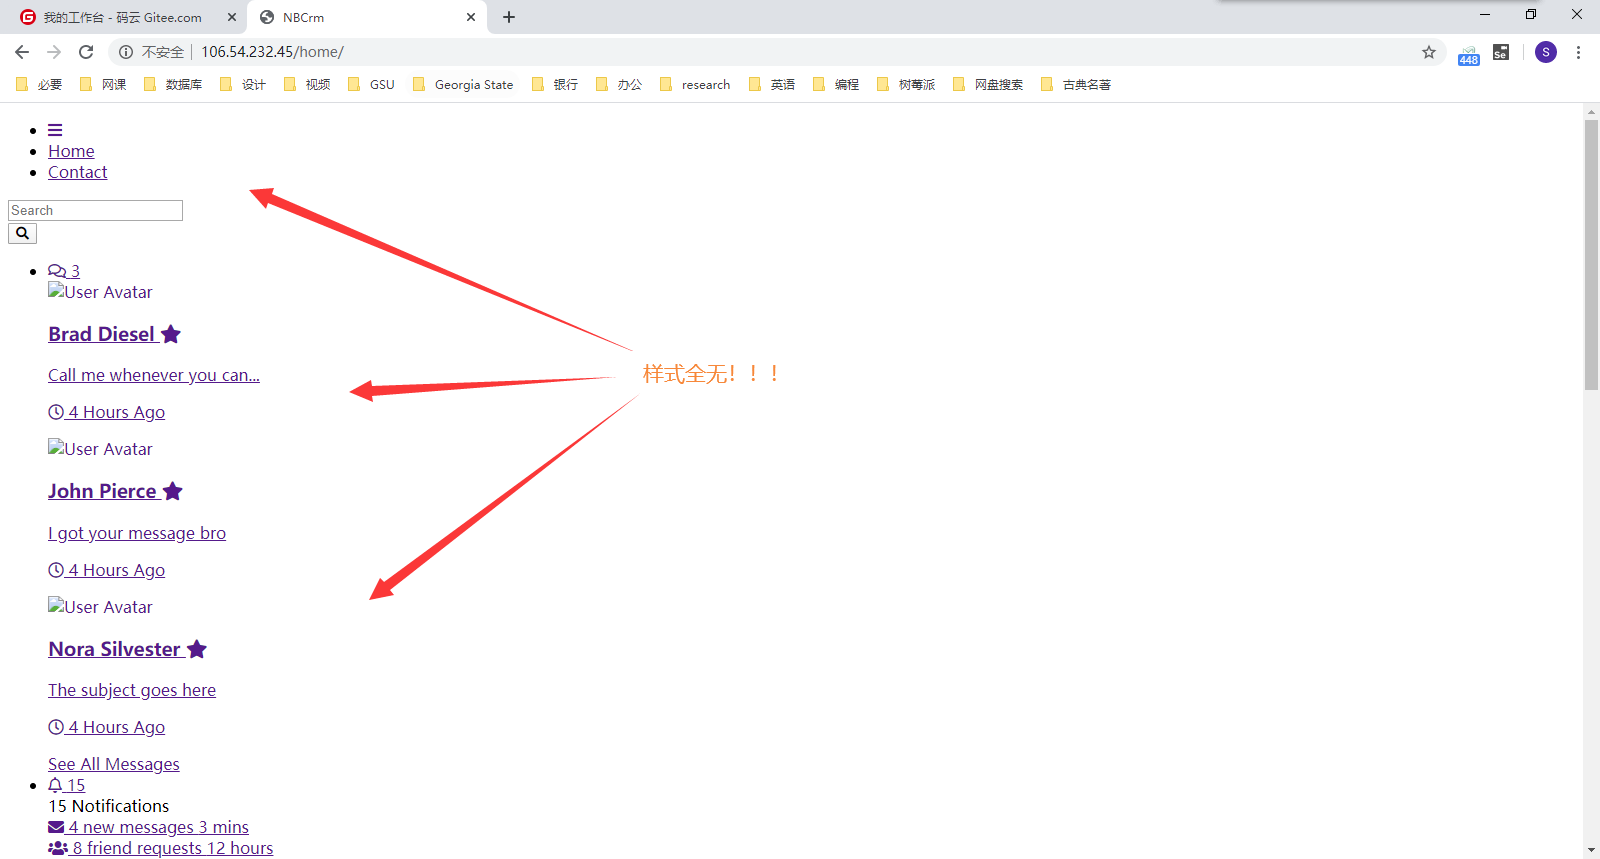 我的工作台 - 码云 Gitee.com
NBCrm
不安全 106.54.232.45/home/
448
Se
S
必要 网课 数据库 设计 视频 GSU Georgia State 银行 办公 research 英语 编程 树莓派 网盘搜索 古典名著
Home
Contact
Search
3
User Avatar
Brad Diesel
Call me whenever you can...
4 Hours Ago
样式全无！！！
User Avatar
John Pierce
I got your message bro
4 Hours Ago
User Avatar
Nora Silvester
The subject goes here
4 Hours Ago
See All Messages
15
15 Notifications
4 new messages 3 mins
8 friend requests 12 hours